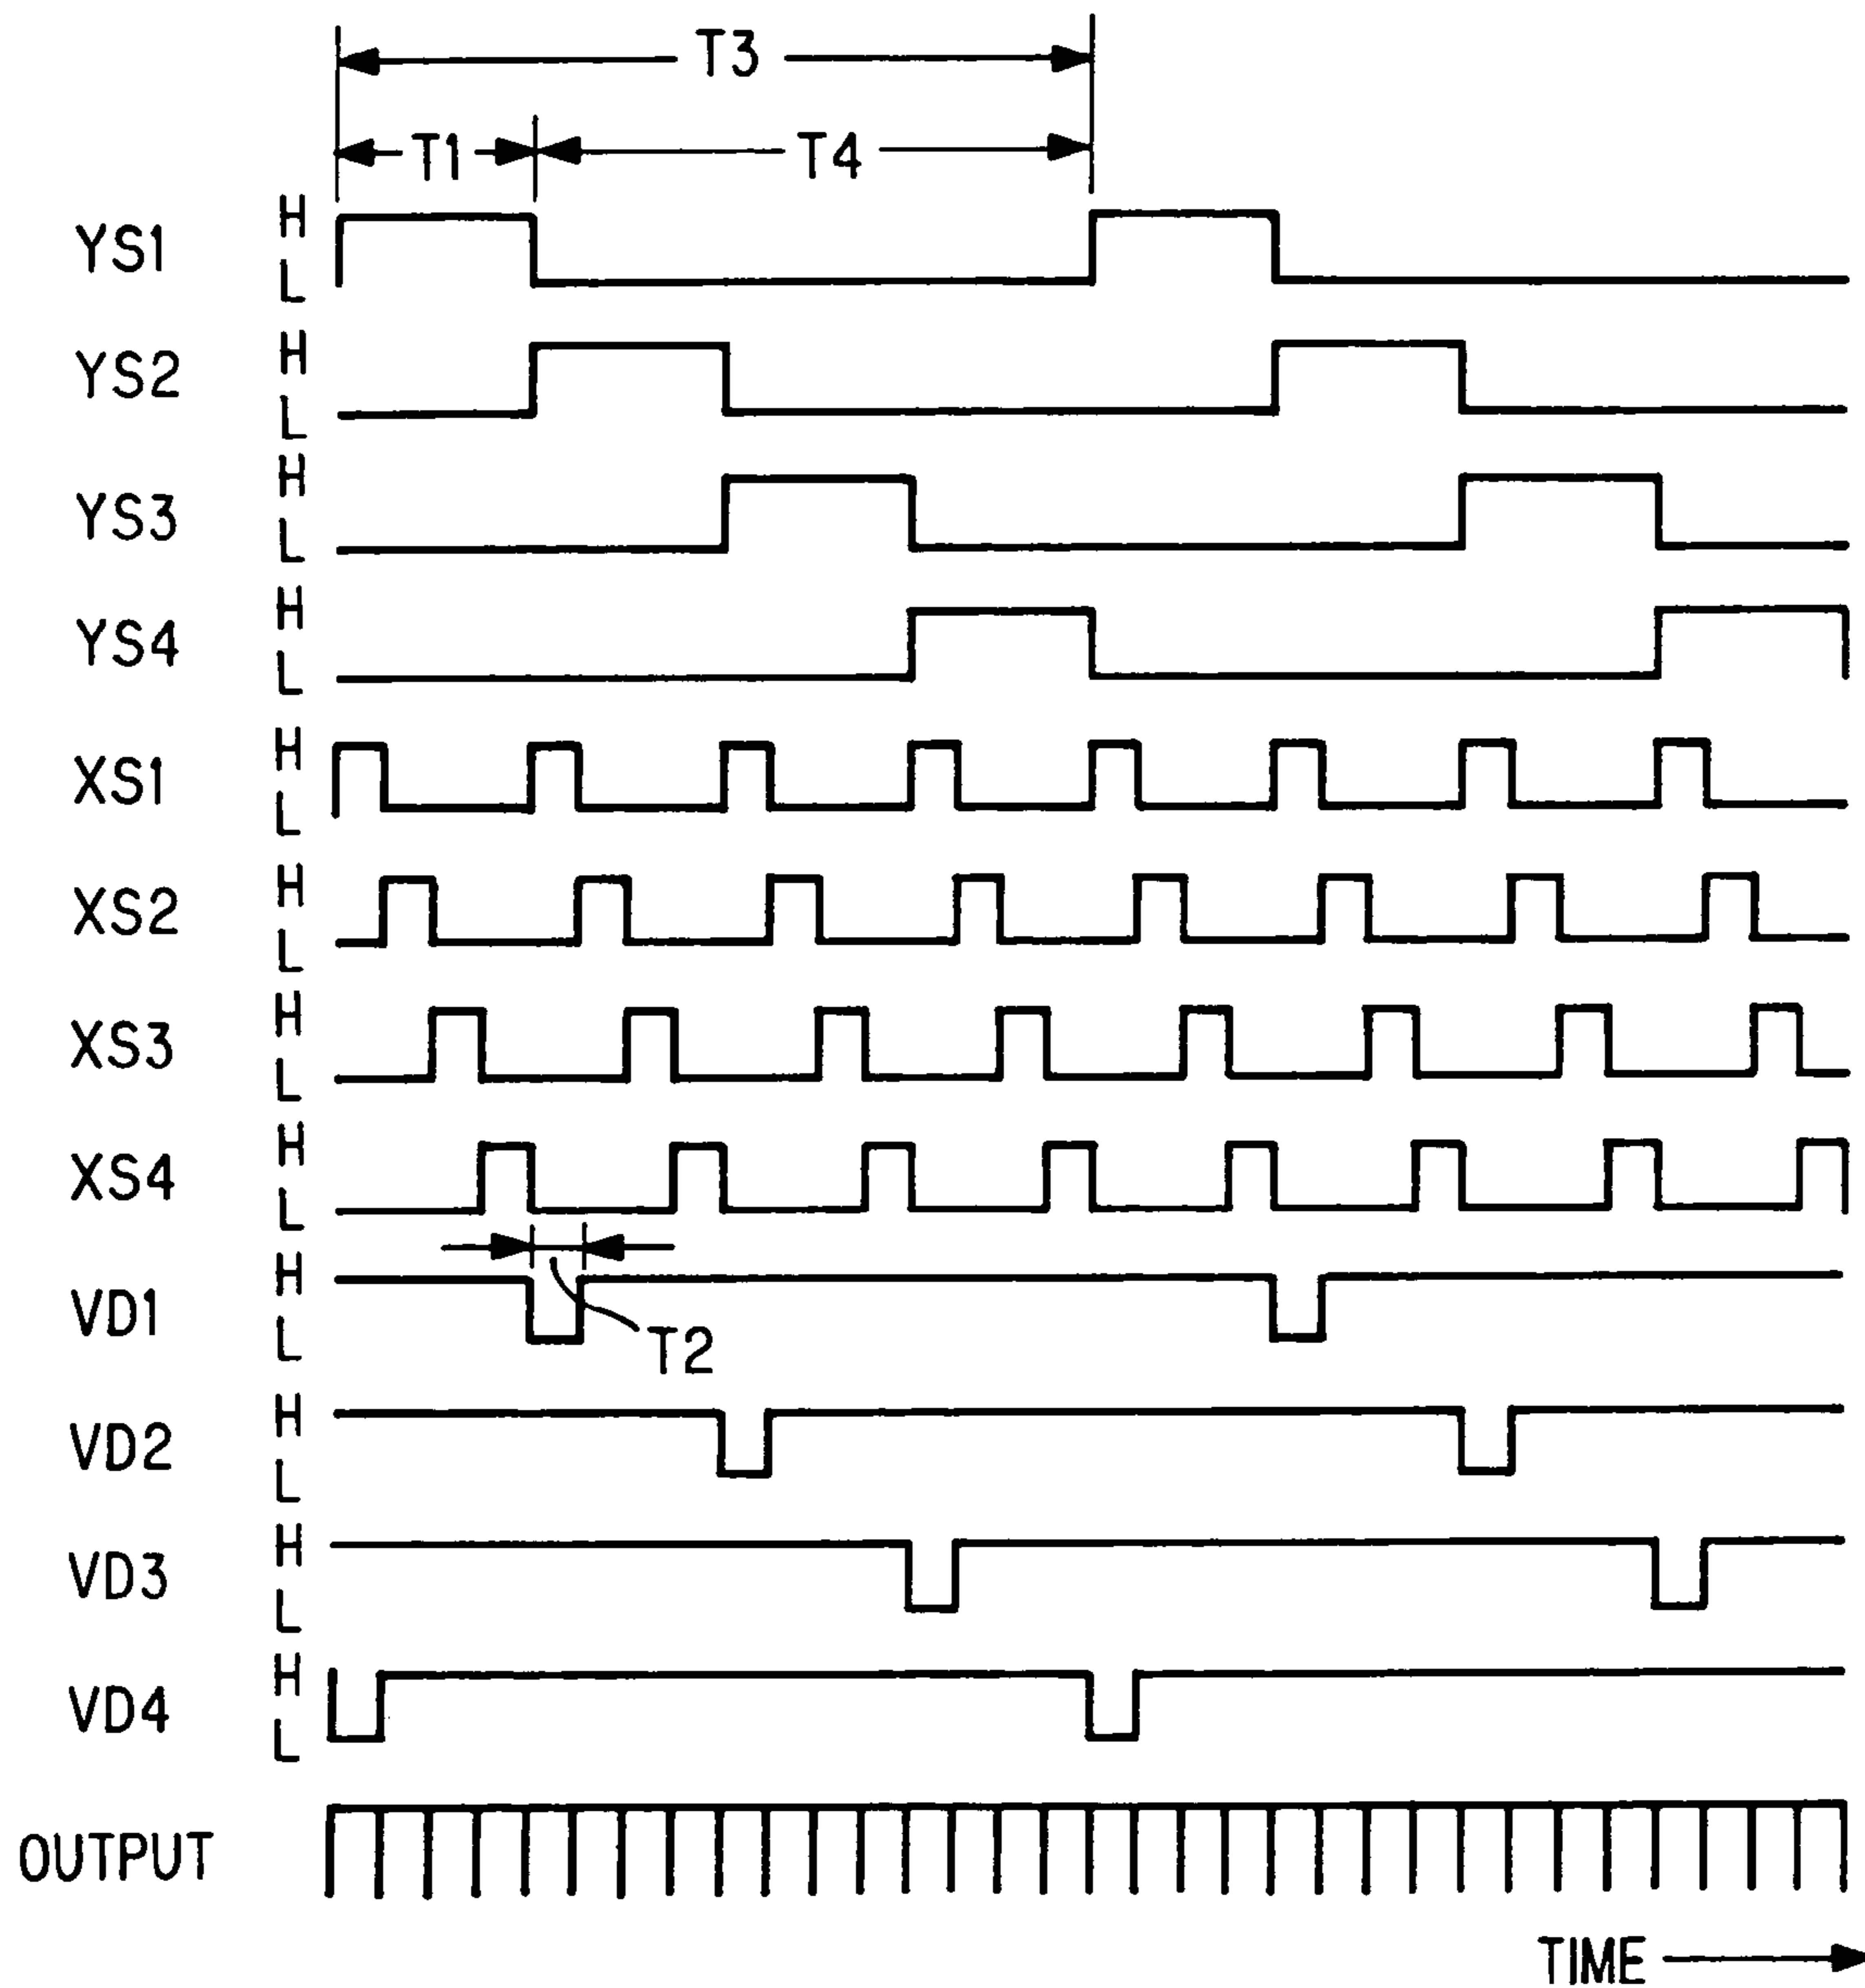 T3
T1 T4
YS1 H L
YS2 H L
YS3 H L
YS4 H L
XS1 H L
XS2 H L
XS3 H L
XS4 H L
VD1 H L
T2
VD2 H L
VD3 H L
VD4 H L
OUTPUT
TIME